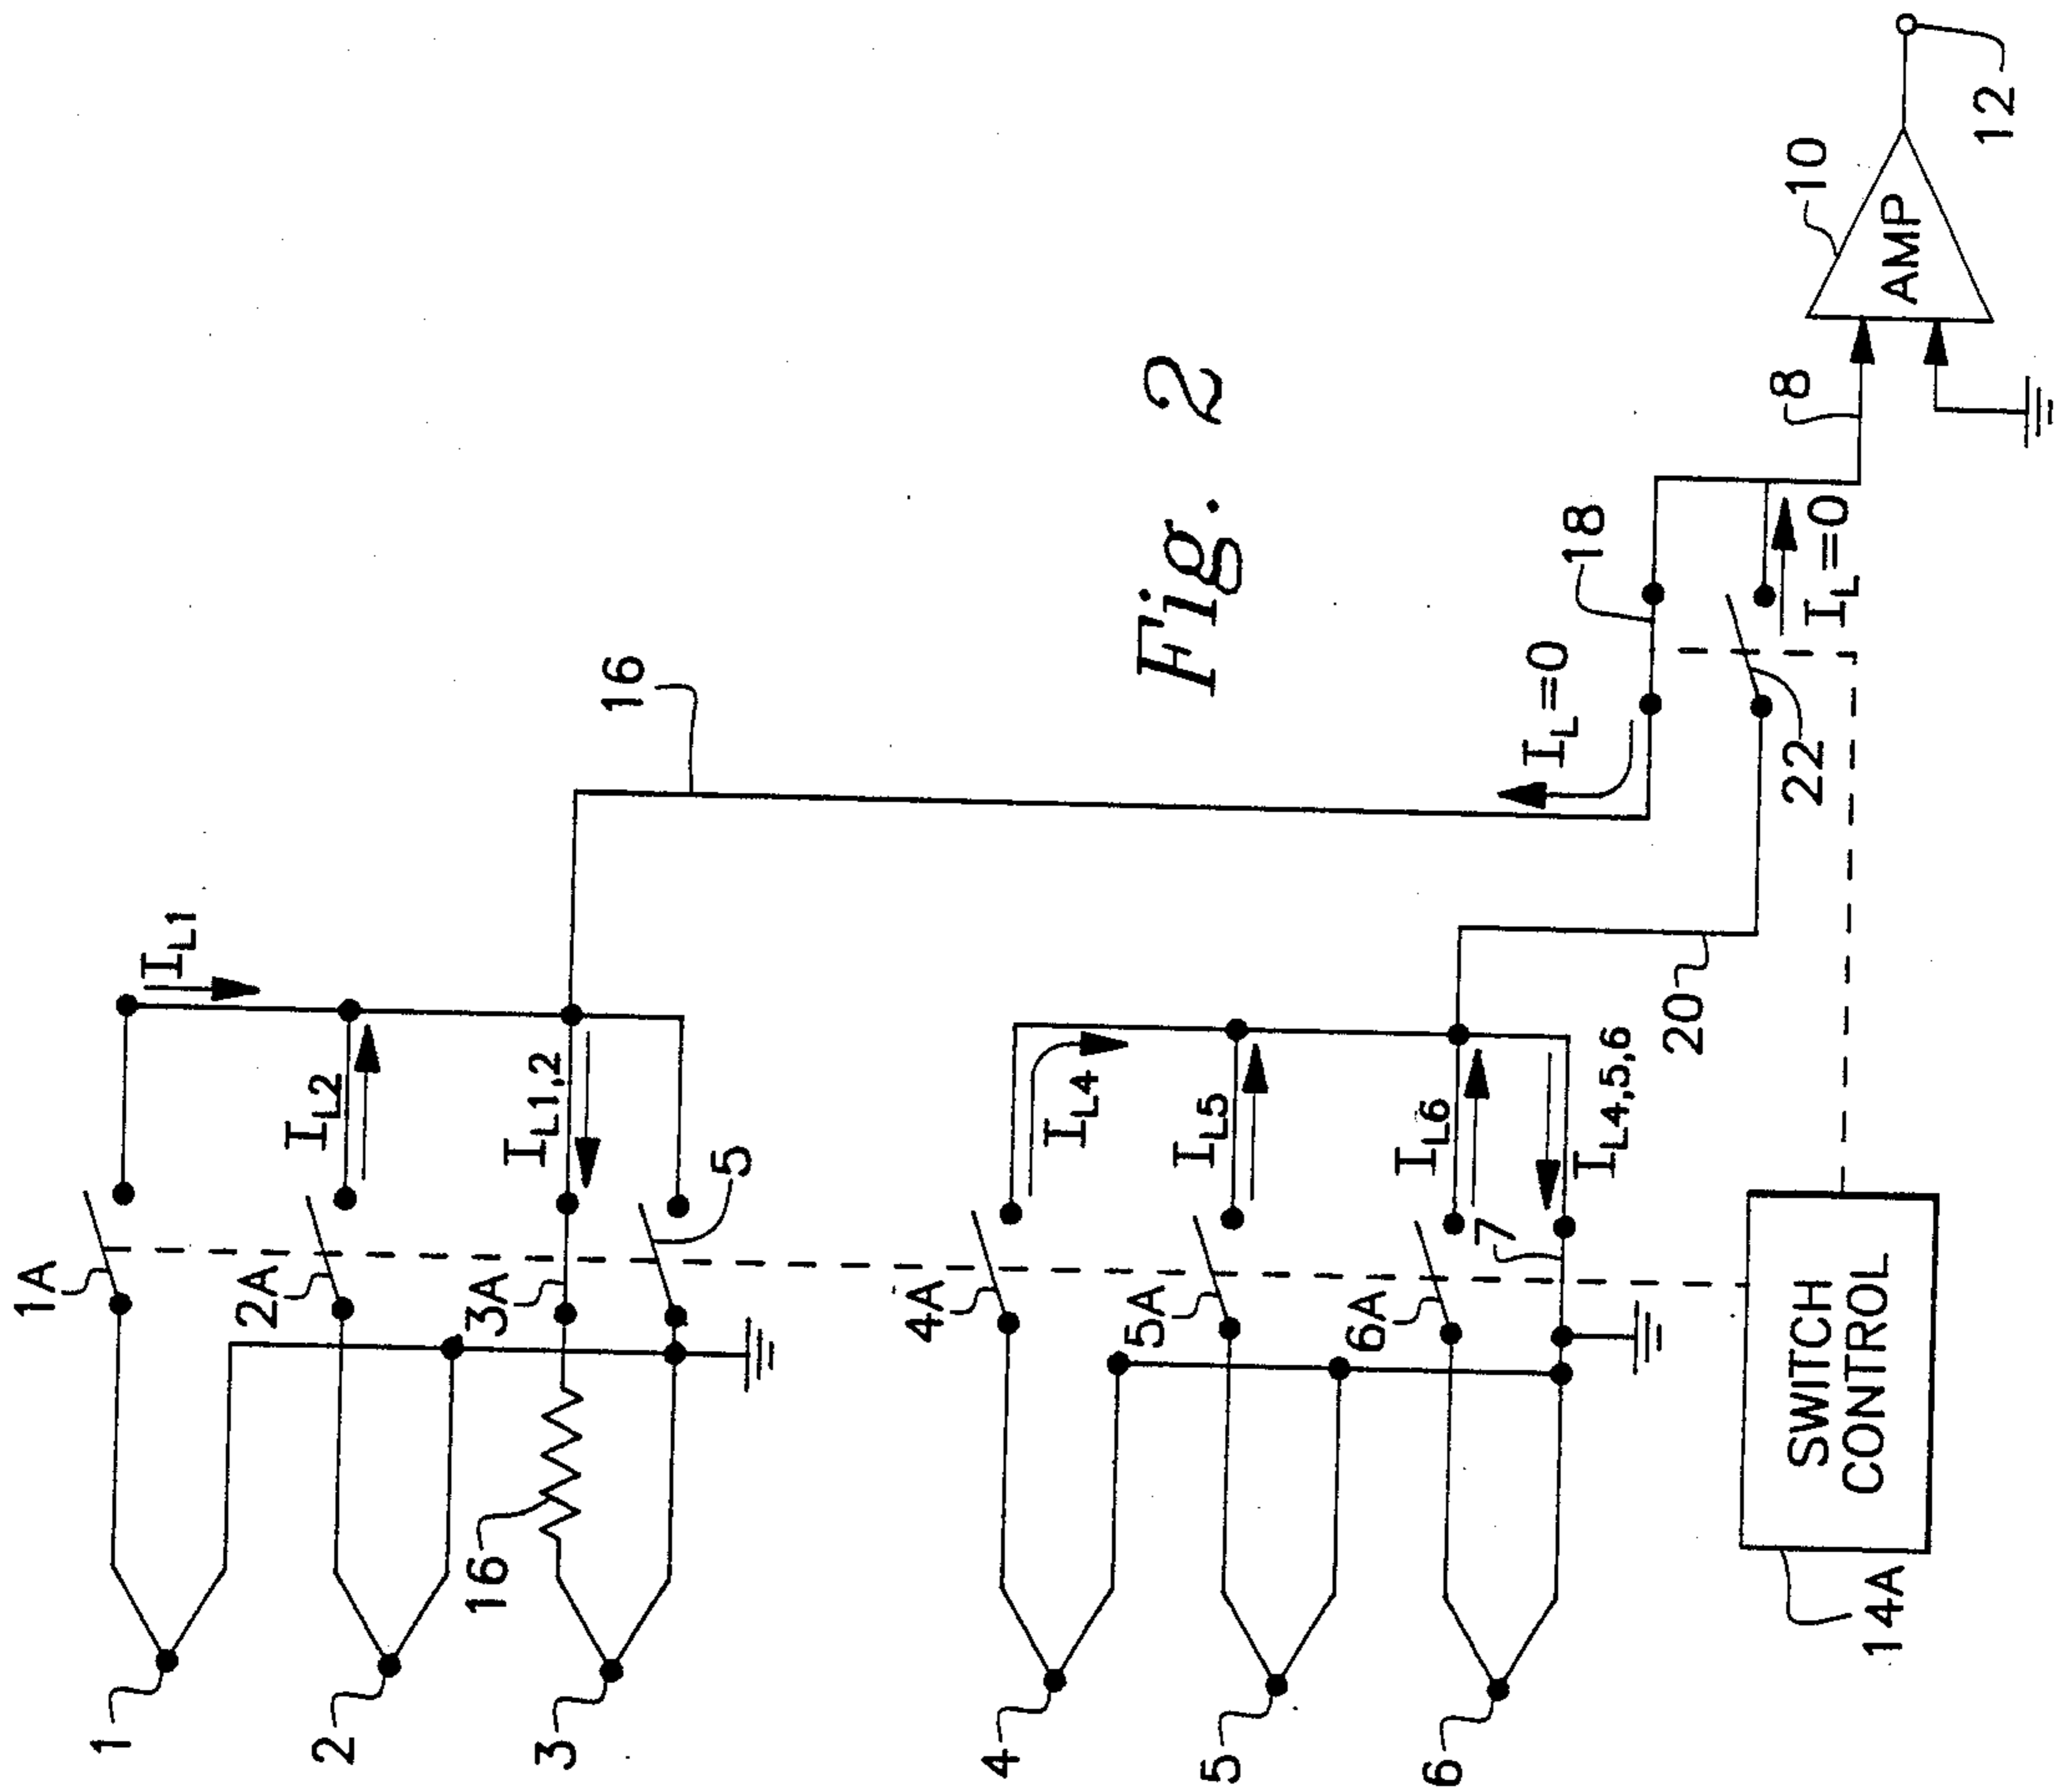 1A
I_L1
2A
I_L2
16
3A
I_L1,2
5
16
1
2
3
4A
I_L4
5A
I_L5
6A
I_L6
7
I_L4,5,6
20
4
5
6
Fig. 2
I_L=0
18
22
I_L=0
8
10
AMP
12
SWITCH
CONTROL
14A